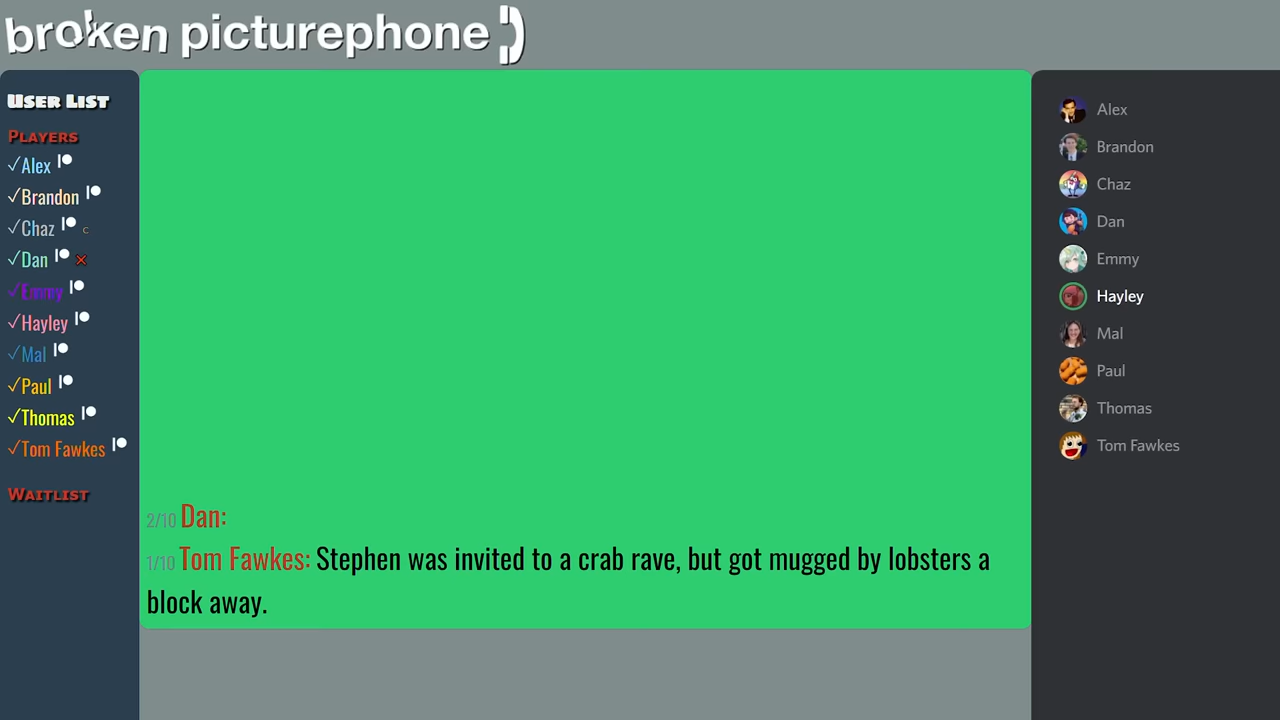 broken picturephone
User List
Players
✓Alex
✓Brandon
✓Chaz c
✓Dan ✕
✓Emmy
✓Hayley
✓Mal
✓Paul
✓Thomas
✓Tom Fawkes
Waitlist
2/10 Dan:
1/10 Tom Fawkes: Stephen was invited to a crab rave, but got mugged by lobsters a
block away.
Alex
Brandon
Chaz
Dan
Emmy
Hayley
Mal
Paul
Thomas
Tom Fawkes